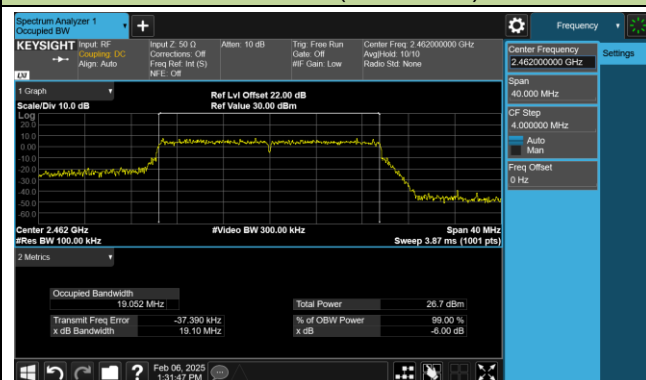 Spectrum Analyzer 1
Occupied BW
Frequency
KEYSIGHT
Input: RF
Coupling: DC
Align: Auto
Input Z: 50 Ω
Corrections: Off
Freq Ref: Int (S)
NFE: Off
Atten: 10 dB
Trig: Free Run
Gate: Off
#IF Gain: Low
Center Freq: 2.462000000 GHz
Avg|Hold: 10/10
Radio Std: None
LXI
Center Frequency
2.462000000 GHz
Settings
Span
40.000 MHz
CF Step
4.000000 MHz
Auto
Man
Freq Offset
0 Hz
1 Graph
Scale/Div 10.0 dB
Ref Lvl Offset 22.00 dB
Ref Value 30.00 dBm
Log
20.0
10.0
0.00
-10.0
-20.0
-30.0
-40.0
-50.0
-60.0
Center 2.462 GHz
#Res BW 100.00 kHz
#Video BW 300.00 kHz
Span 40 MHz
Sweep 3.87 ms (1001 pts)
2 Metrics
Occupied Bandwidth
19.052 MHz
Total Power 26.7 dBm
Transmit Freq Error -37.390 kHz
% of OBW Power 99.00 %
x dB Bandwidth 19.10 MHz
x dB -6.00 dB
Feb 06, 2025
1:31:47 PM